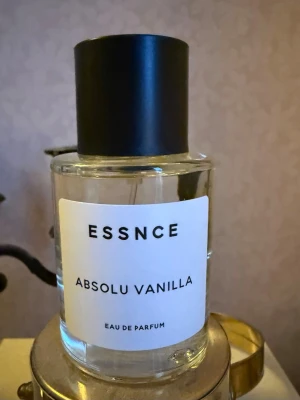 ESSNCE
ABSOLU VANILLA
EAU DE PARFUM